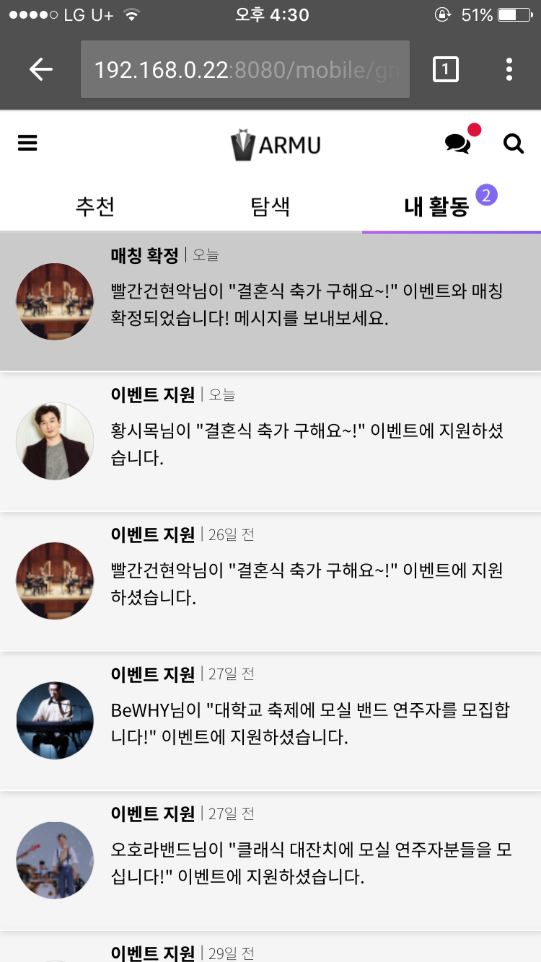 LG U+ 오후 4:30 51%
192.168.0.22:8080/mobile/gn 1
ARMU
추천 탐색 내 활동 2
매칭 확정 | 오늘
빨간건현악님이 "결혼식 축가 구해요~!" 이벤트와 매칭
확정되었습니다! 메시지를 보내보세요.
이벤트 지원 | 오늘
황시목님이 "결혼식 축가 구해요~!" 이벤트에 지원하셨
습니다.
이벤트 지원 | 26일 전
빨간건현악님이 "결혼식 축가 구해요~!" 이벤트에 지원
하셨습니다.
이벤트 지원 | 27일 전
BeWHY님이 "대학교 축제에 모실 밴드 연주자를 모집합
니다!" 이벤트에 지원하셨습니다.
이벤트 지원 | 27일 전
오호라밴드님이 "클래식 대잔치에 모실 연주자분들을 모
십니다!" 이벤트에 지원하셨습니다.
이벤트 지원 | 29일 전